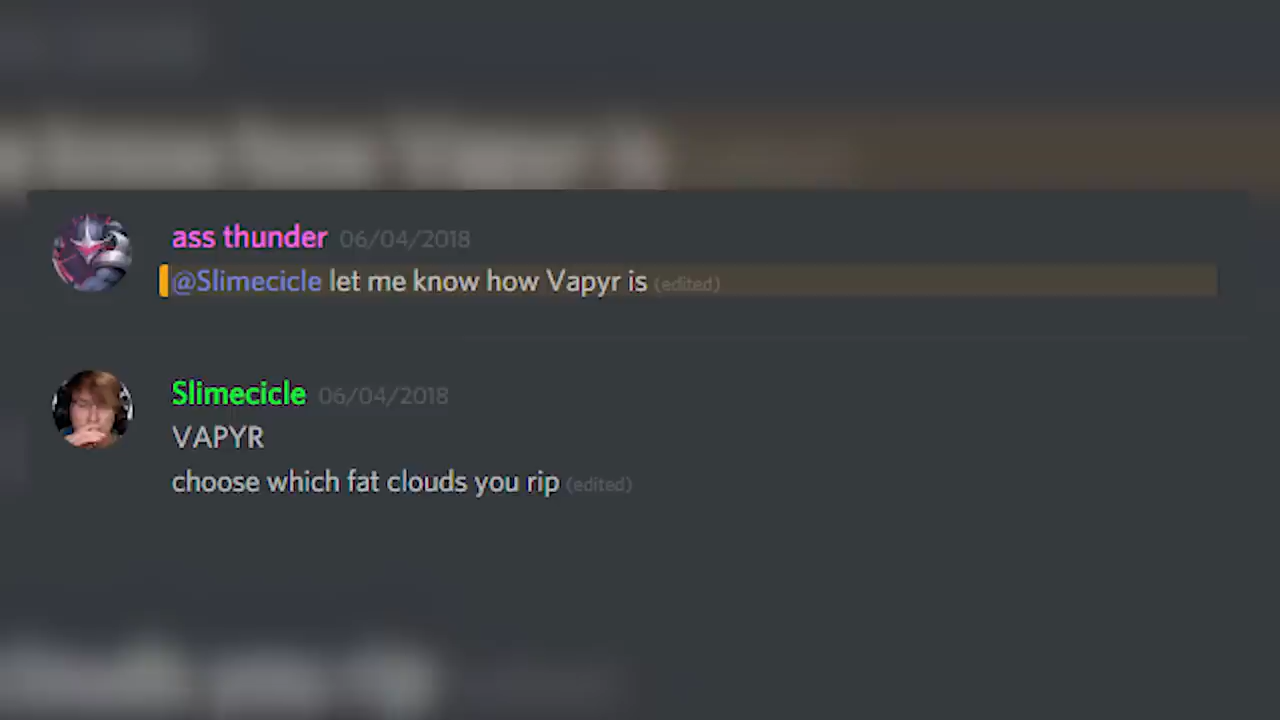 ass thunder 06/04/2018
@Slimecicle let me know how Vapyr is (edited)
Slimecicle 06/04/2018
VAPYR
choose which fat clouds you rip (edited)